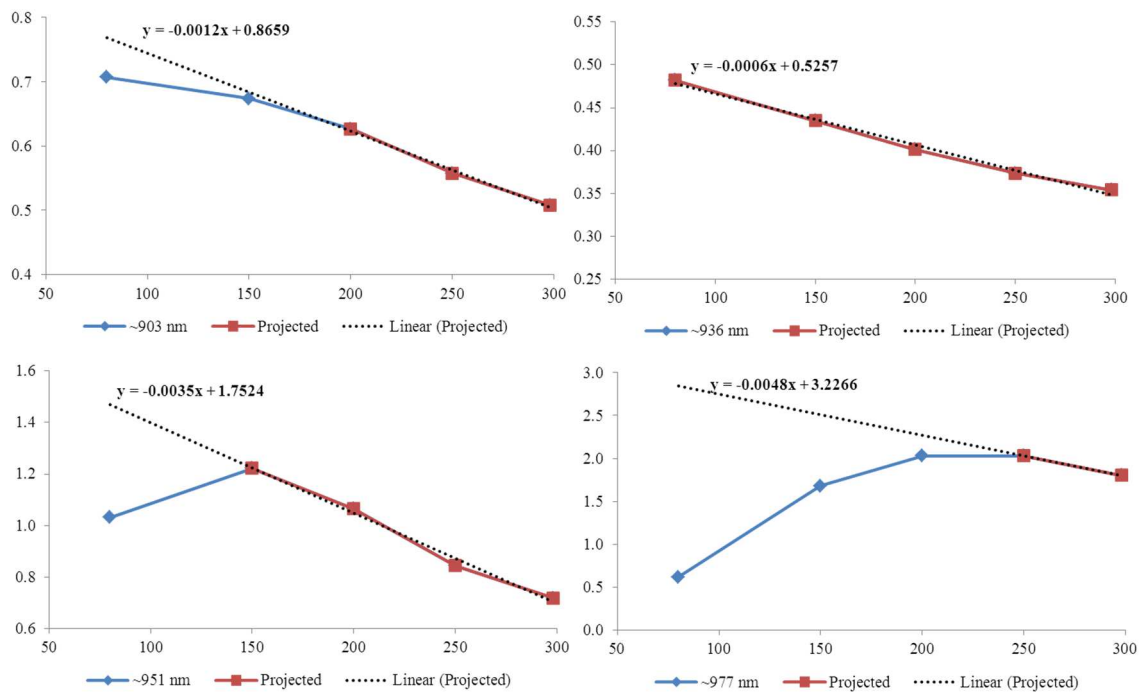 y = -0.0012x + 0.8659
0.8
0.7
0.6
0.5
0.4
50 100 150 200 250 300
~903 nm Projected Linear (Projected)
y = -0.0006x + 0.5257
0.55
0.50
0.45
0.40
0.35
0.30
0.25
50 100 150 200 250 300
~936 nm Projected Linear (Projected)
y = -0.0035x + 1.7524
1.6
1.4
1.2
1.0
0.8
0.6
50 100 150 200 250 300
~951 nm Projected Linear (Projected)
y = -0.0048x + 3.2266
3.0
2.5
2.0
1.5
1.0
0.5
0.0
50 100 150 200 250 300
~977 nm Projected Linear (Projected)